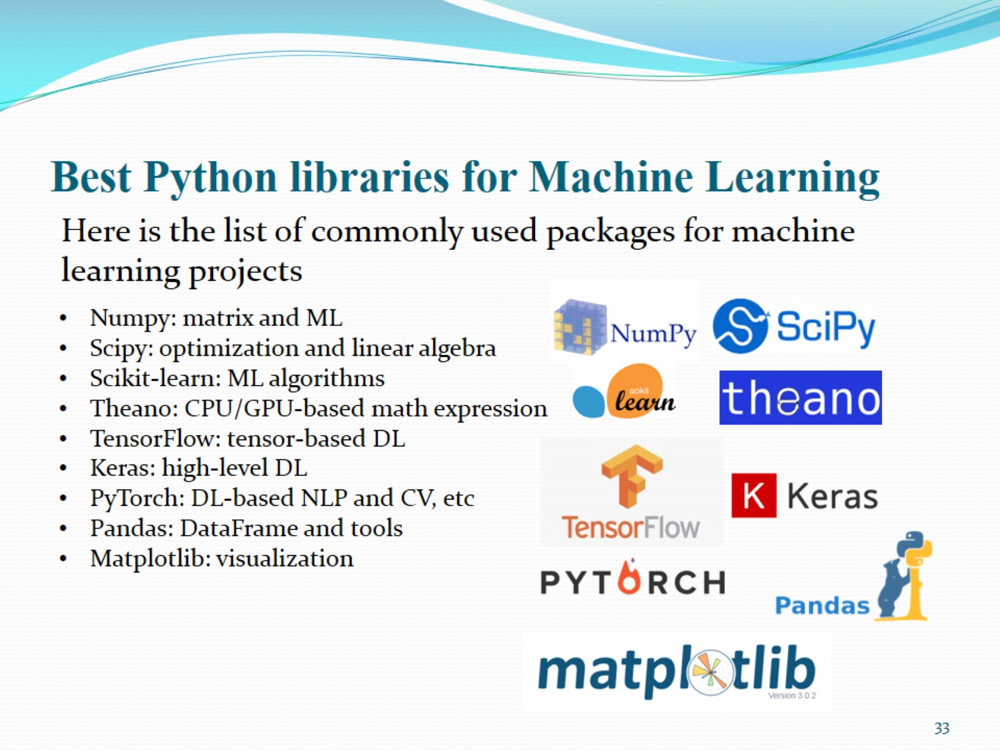 Best Python libraries for Machine Learning
Here is the list of commonly used packages for machine
learning projects
• Numpy: matrix and ML
• Scipy: optimization and linear algebra
• Scikit-learn: ML algorithms
• Theano: CPU/GPU-based math expression
• TensorFlow: tensor-based DL
• Keras: high-level DL
• PyTorch: DL-based NLP and CV, etc
• Pandas: DataFrame and tools
• Matplotlib: visualization
NumPy
SciPy
scikit
learn
theano
TensorFlow
K Keras
PYTORCH
Pandas
matplotlib
Version 3.0.2
33